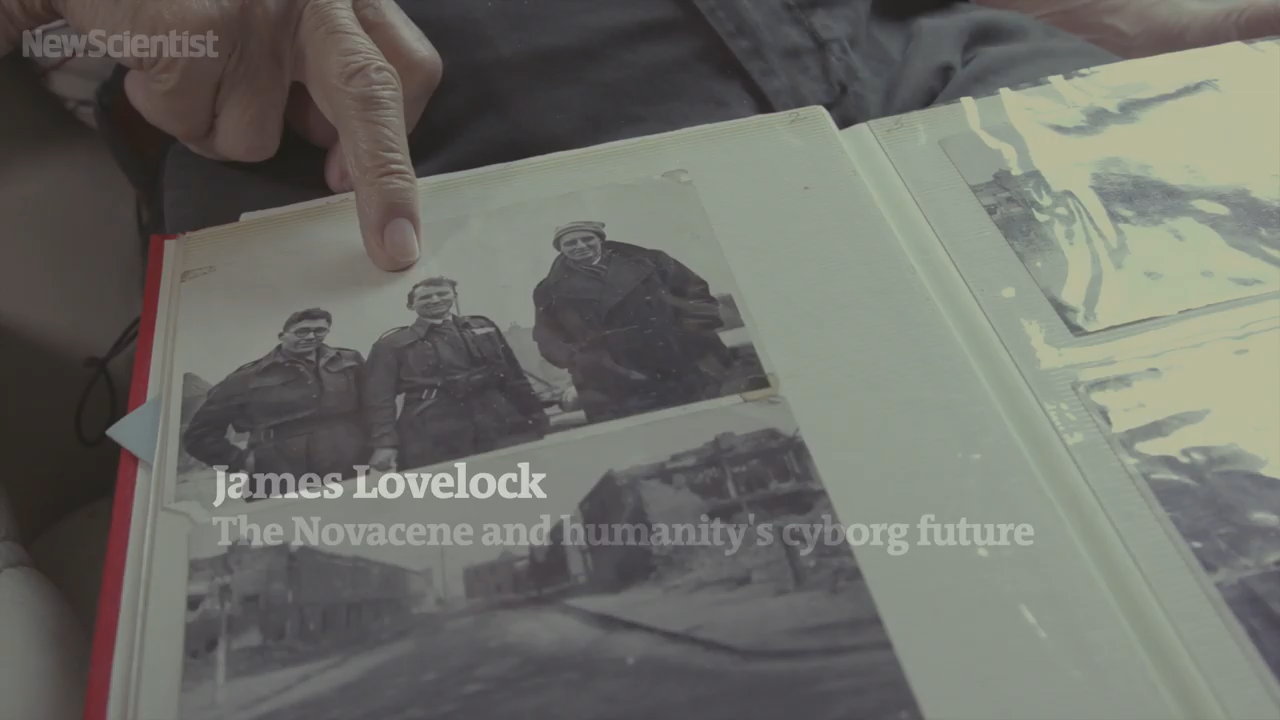 NewScientist
James Lovelock
The Novacene and humanity's cyborg future